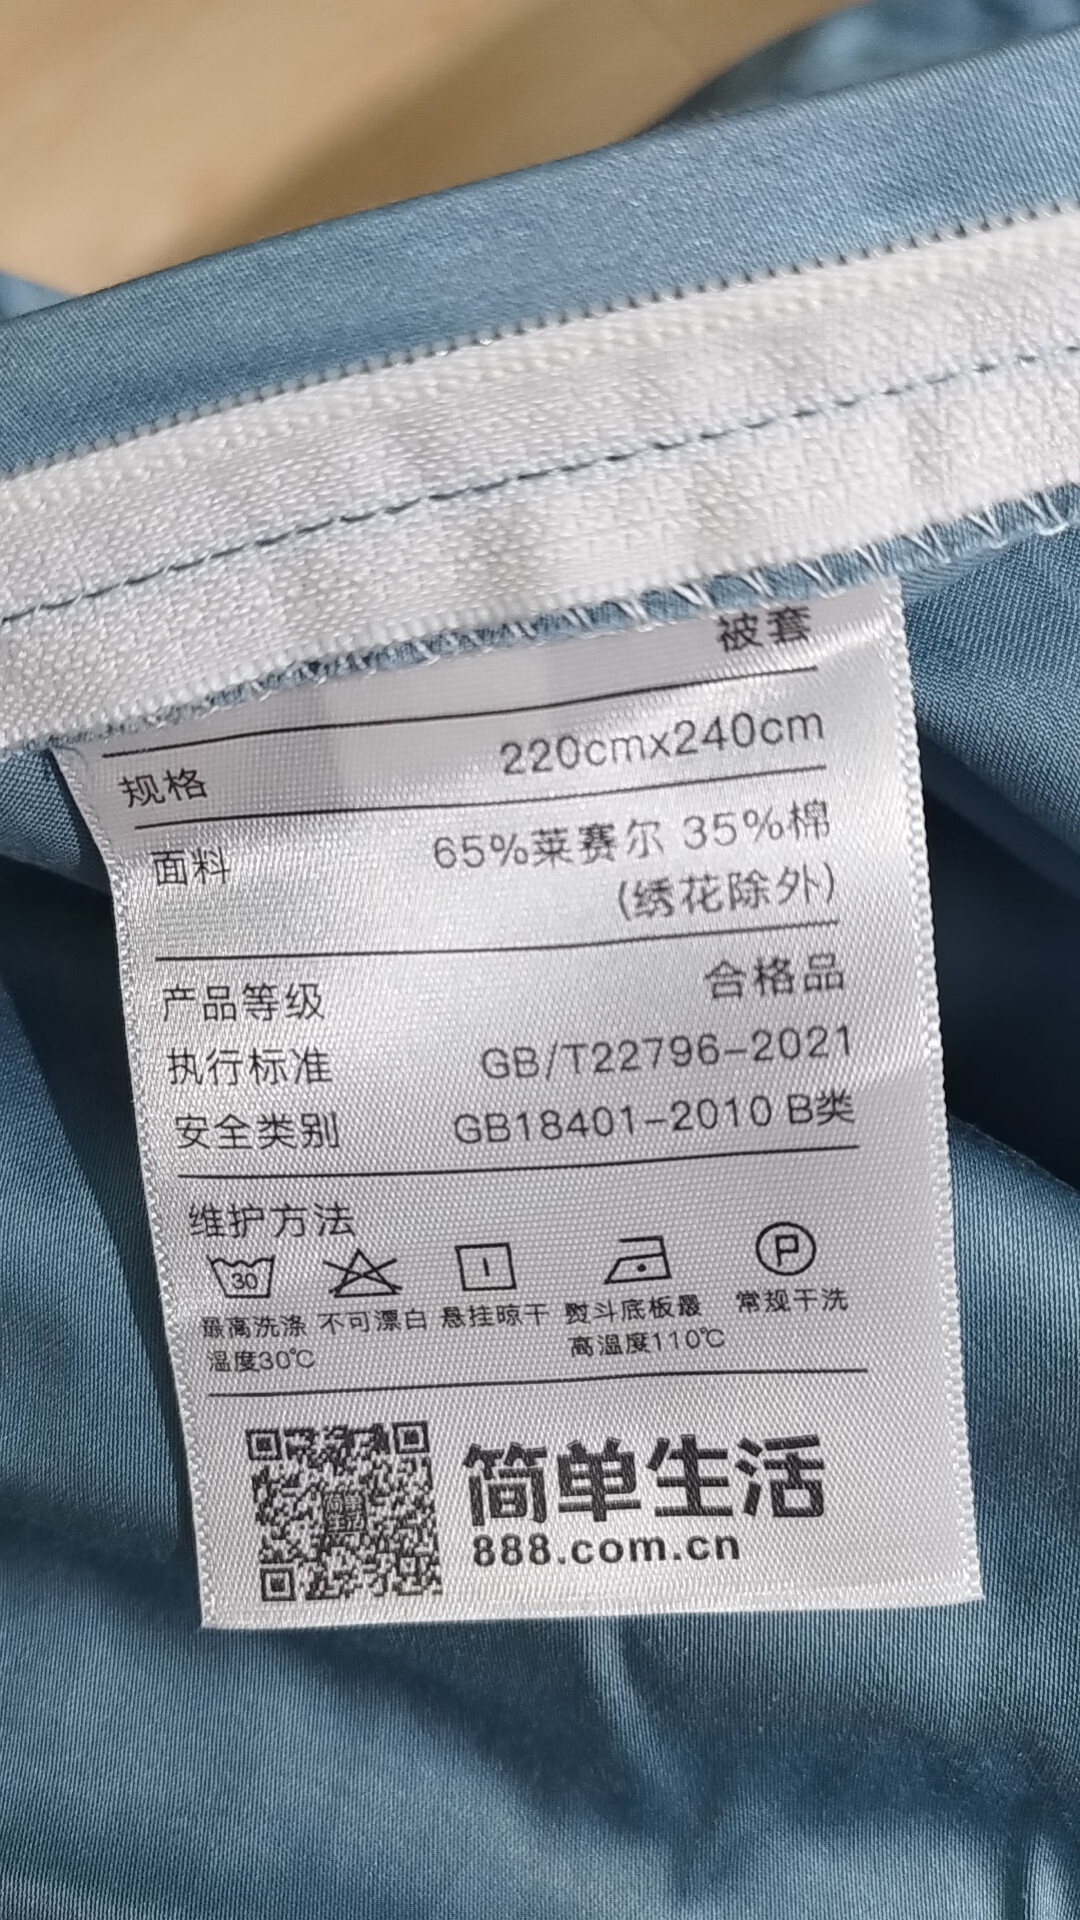 被套
规格 220cmx240cm
面料 65%莱赛尔 35%棉
(绣花除外)
产品等级 合格品
执行标准 GB/T22796-2021
安全类别 GB18401-2010 B类
维护方法
30 P
最高洗涤 不可漂白 悬挂晾干 熨斗底板最 常规干洗
温度30℃ 高温度110℃
简单生活
888.com.cn